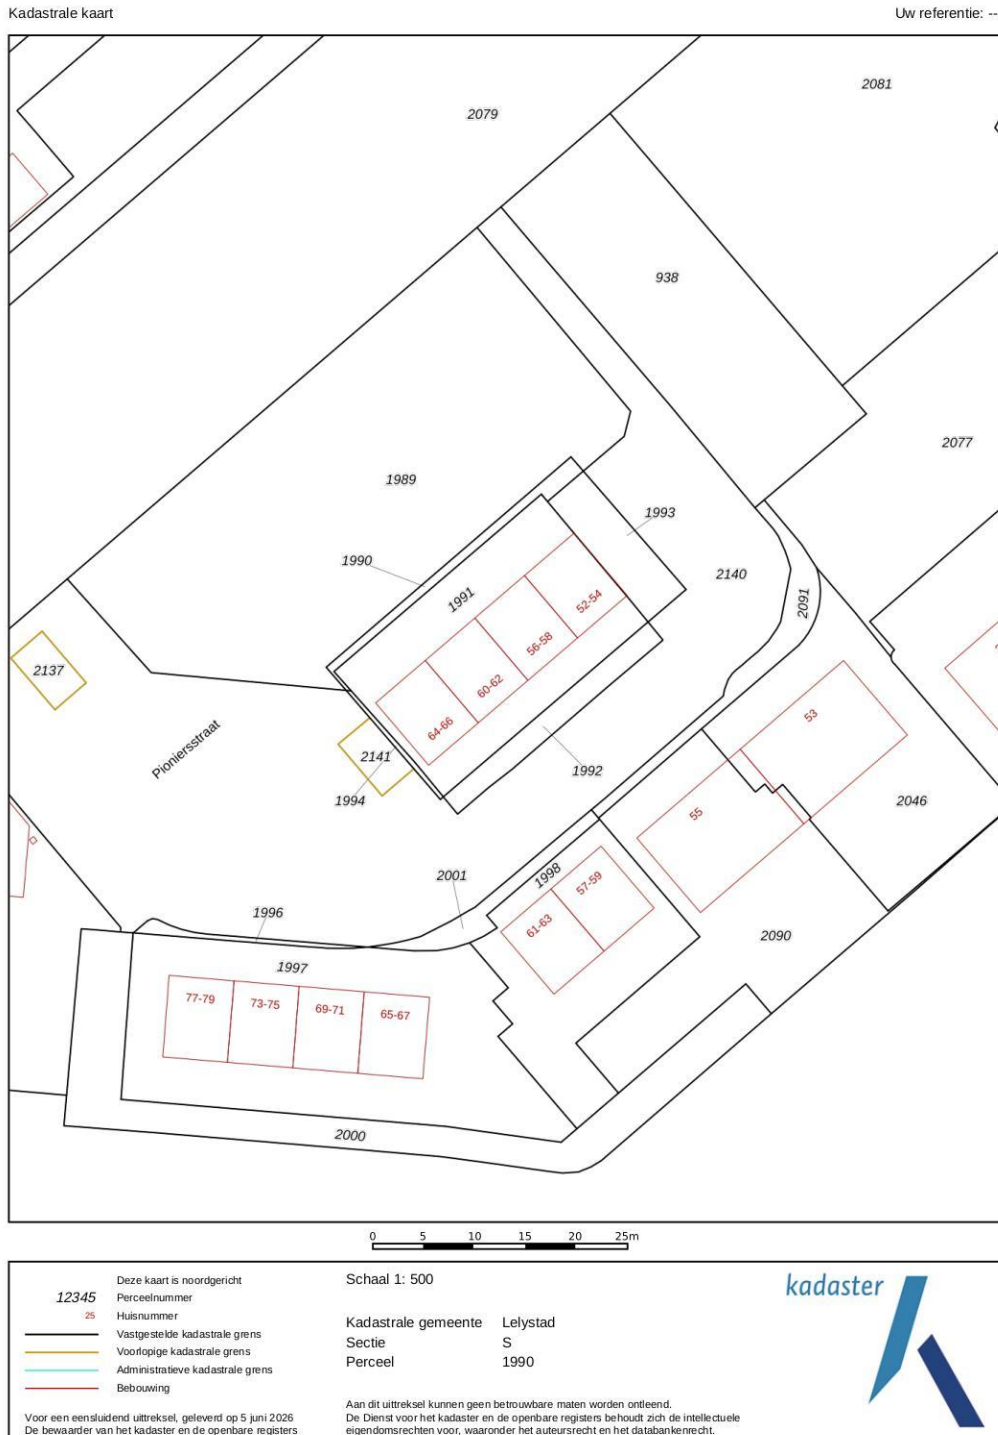 Kadastrale kaart
Uw referentie: --
2081
2079
938
2077
1989
1993
1990
2140
1991
2091
52-54
56-58
60-62
64-66
2137
53
Pioniersstraat
2141
1992
1994
2046
55
2001
1998
57-59
61-63
1996
2090
1997
77-79
73-75
69-71
65-67
2000
0 5 10 15 20 25m
Deze kaart is noordgericht
12345 Perceelnummer
25 Huisnummer
Vastgestelde kadastrale grens
Voorlopige kadastrale grens
Administratieve kadastrale grens
Bebouwing
Voor een eensluidend uittreksel, geleverd op 5 juni 2026
De bewaarder van het kadaster en de openbare registers
Schaal 1: 500
Kadastrale gemeente Lelystad
Sectie S
Perceel 1990
Aan dit uittreksel kunnen geen betrouwbare maten worden ontleend.
De Dienst voor het kadaster en de openbare registers behoudt zich de intellectuele
eigendomsrechten voor, waaronder het auteursrecht en het databankenrecht.
kadaster